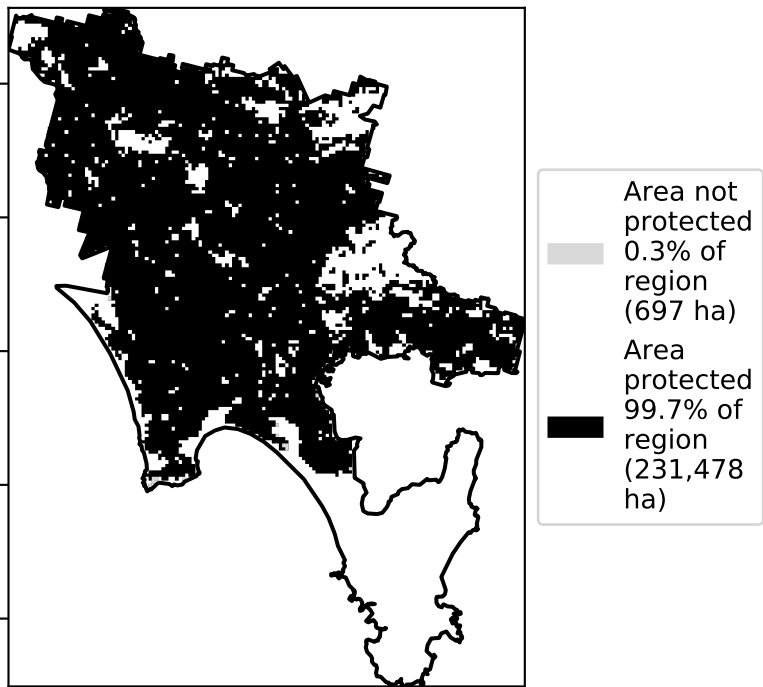 Area not
protected
0.3% of
region
(697 ha)
Area
protected
99.7% of
region
(231,478
ha)